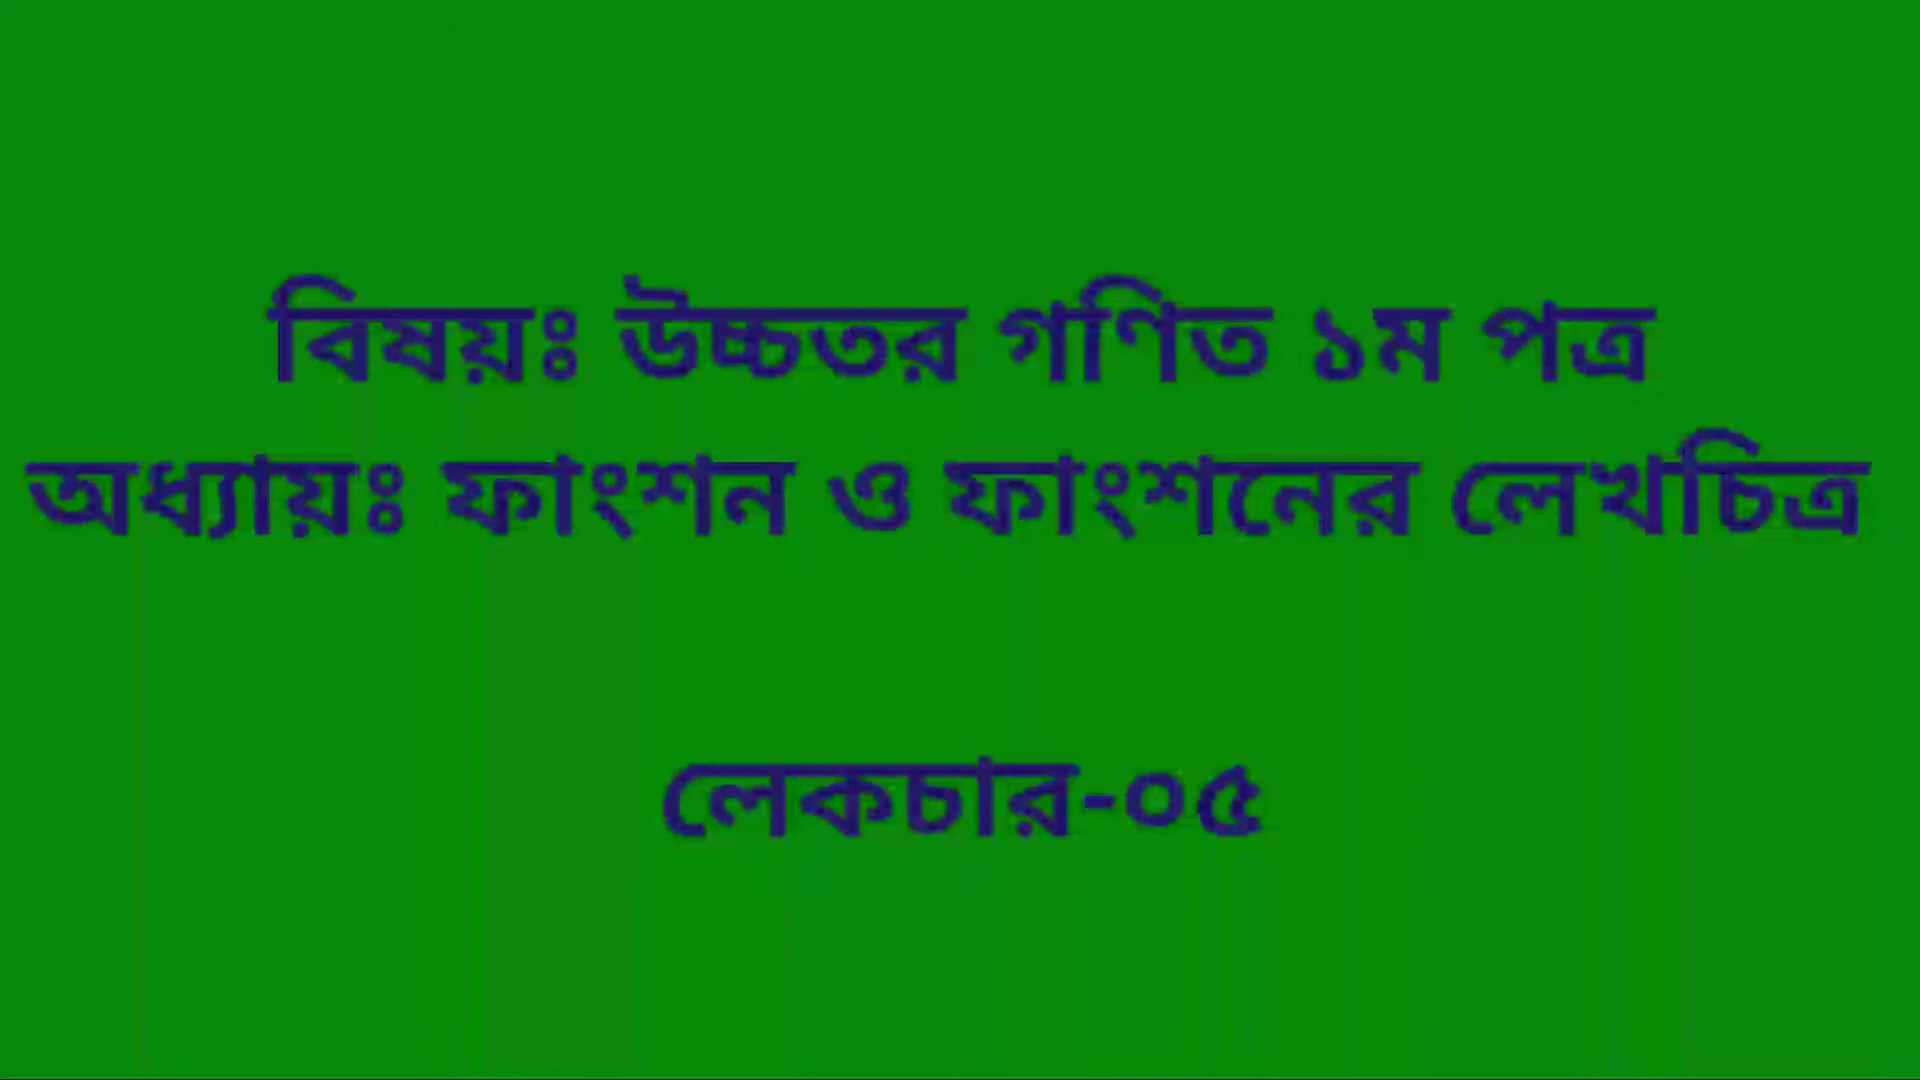 বিষয়ঃ উচ্চতর গণিত ১ম পত্র
অধ্যায়ঃ ফাংশন ও ফাংশনের লেখচিত্র
লেকচার-০৫